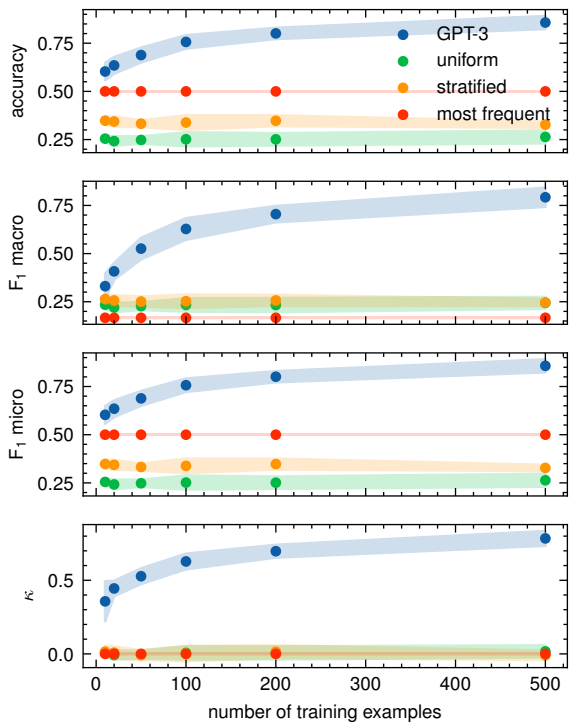 GPT-3
uniform
stratified
most frequent
accuracy
0.75
0.50
0.25
F1 macro
0.75
0.50
0.25
F1 micro
0.75
0.50
0.25
κ
0.5
0.0
0 100 200 300 400 500
number of training examples